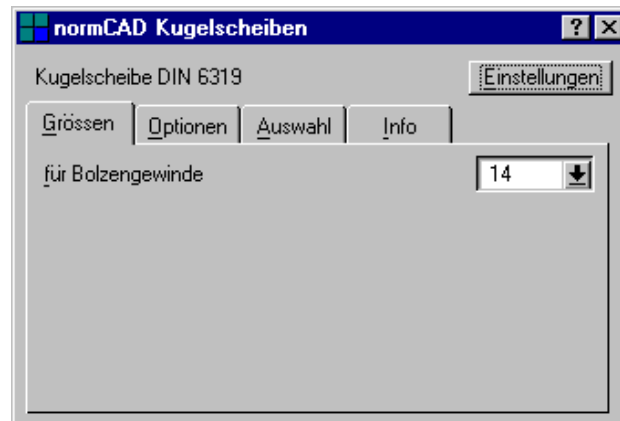 normCAD Kugelscheiben
Kugelscheibe DIN 6319
Einstellungen
Grössen Optionen Auswahl Info
für Bolzengewinde 14